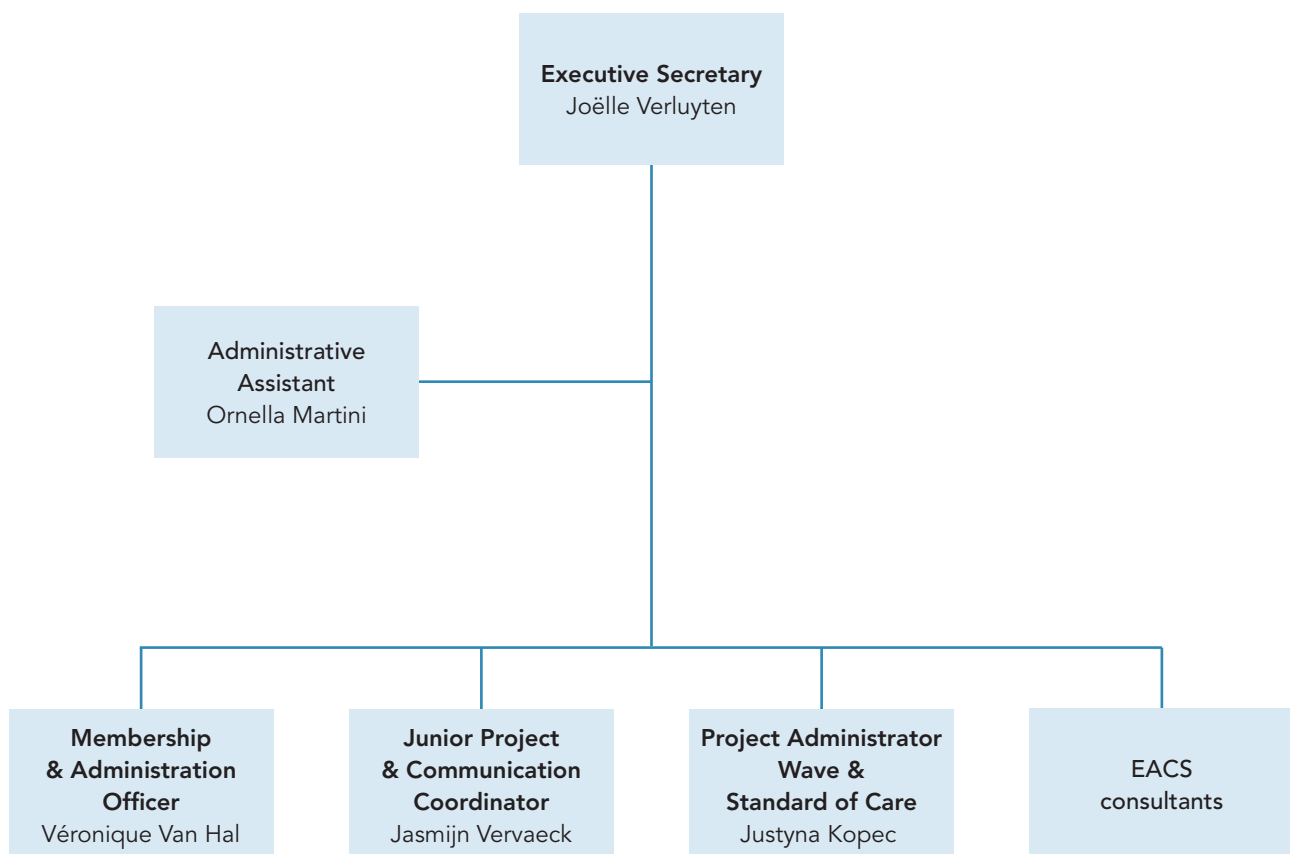 Executive Secretary
Joëlle Verluyten
Administrative
Assistant
Ornella Martini
Membership
& Administration
Officer
Véronique Van Hal
Junior Project
& Communication
Coordinator
Jasmijn Vervaeck
Project Administrator
Wave &
Standard of Care
Justyna Kopec
EACS
consultants